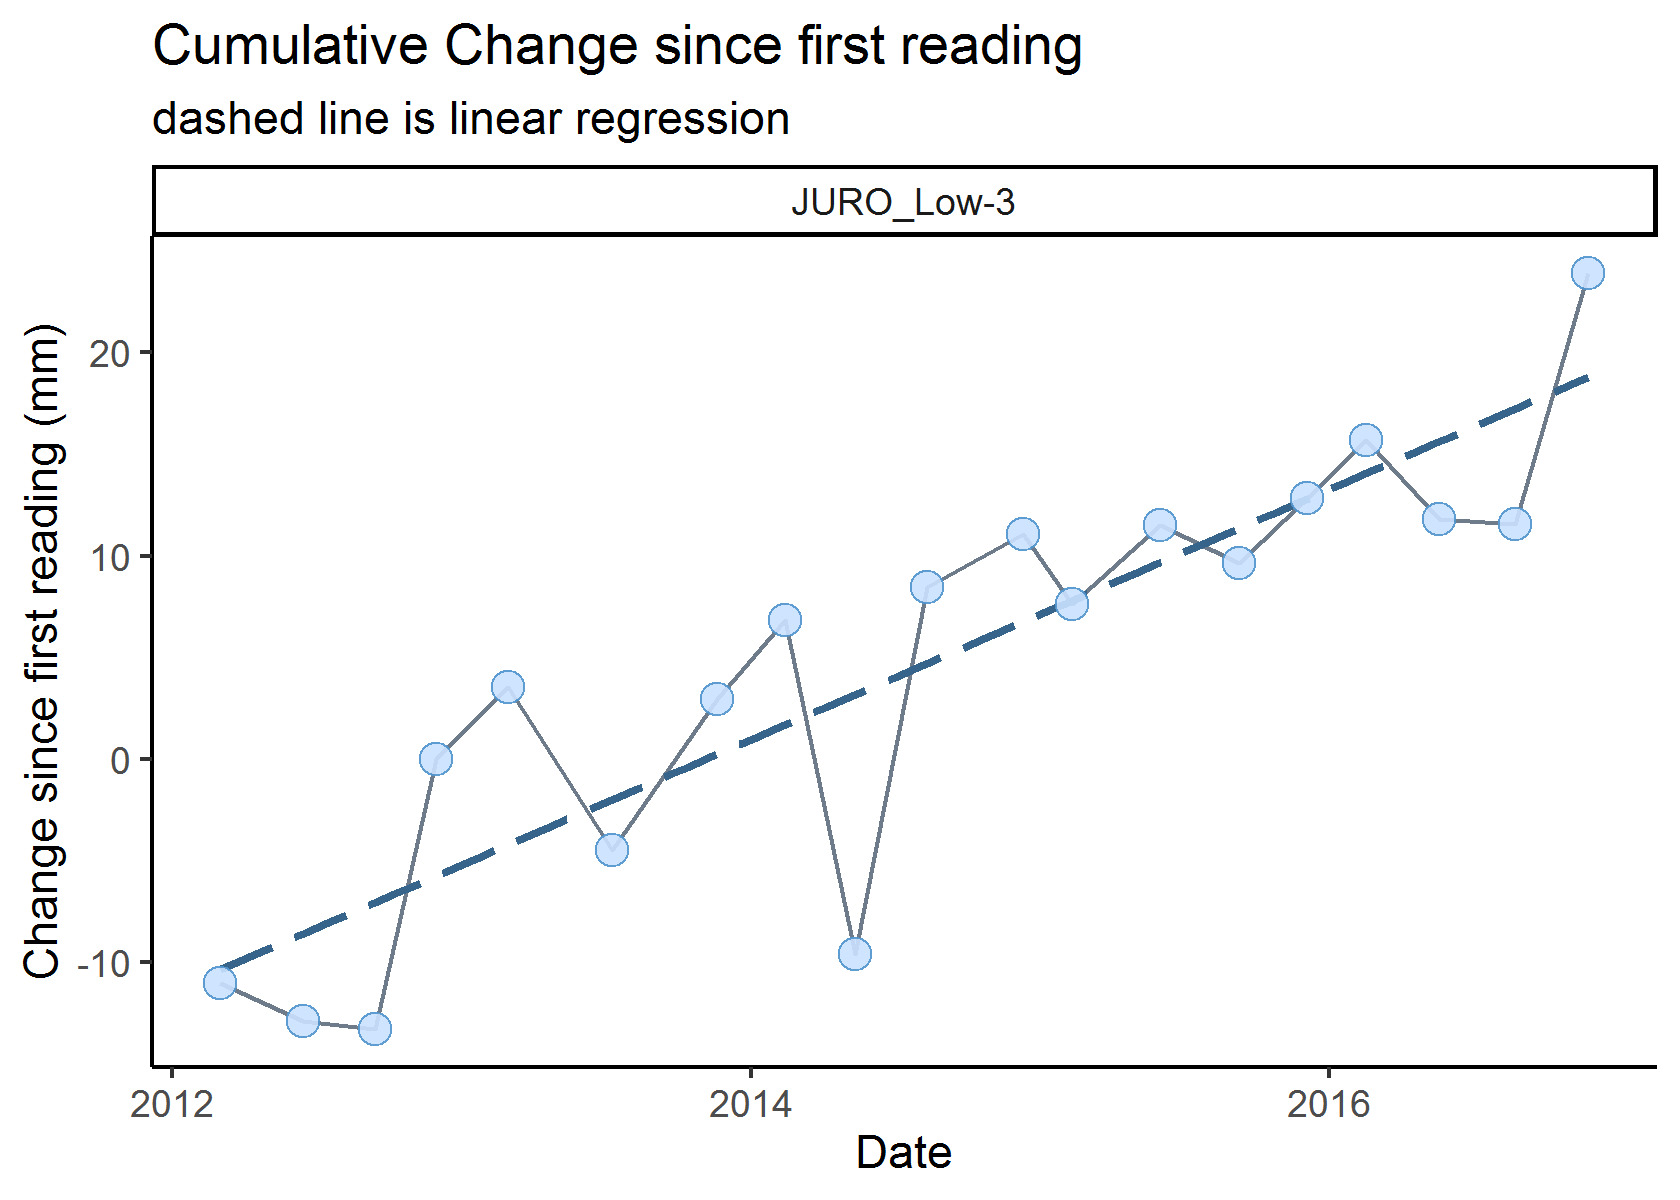 Cumulative Change since first reading
dashed line is linear regression
JURO_Low-3
Change since first reading (mm)
20
10
0
-10
2012
2014
2016
Date